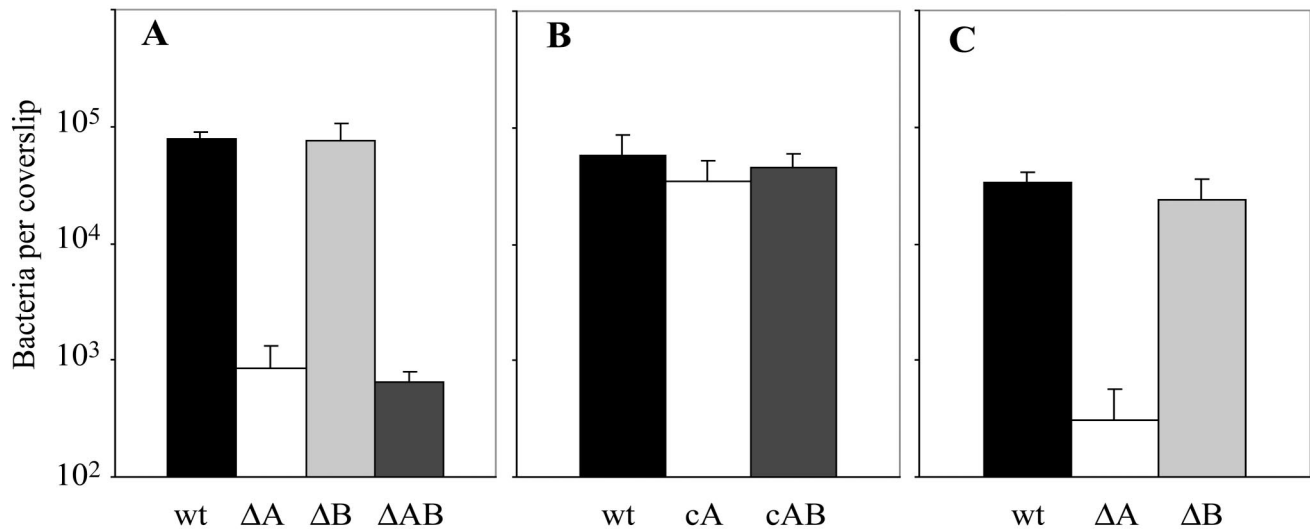 A
B
C
Bacteria per coverslip
10⁵
10⁴
10³
10²
wt ΔA ΔB ΔAB
wt cA cAB
wt ΔA ΔB